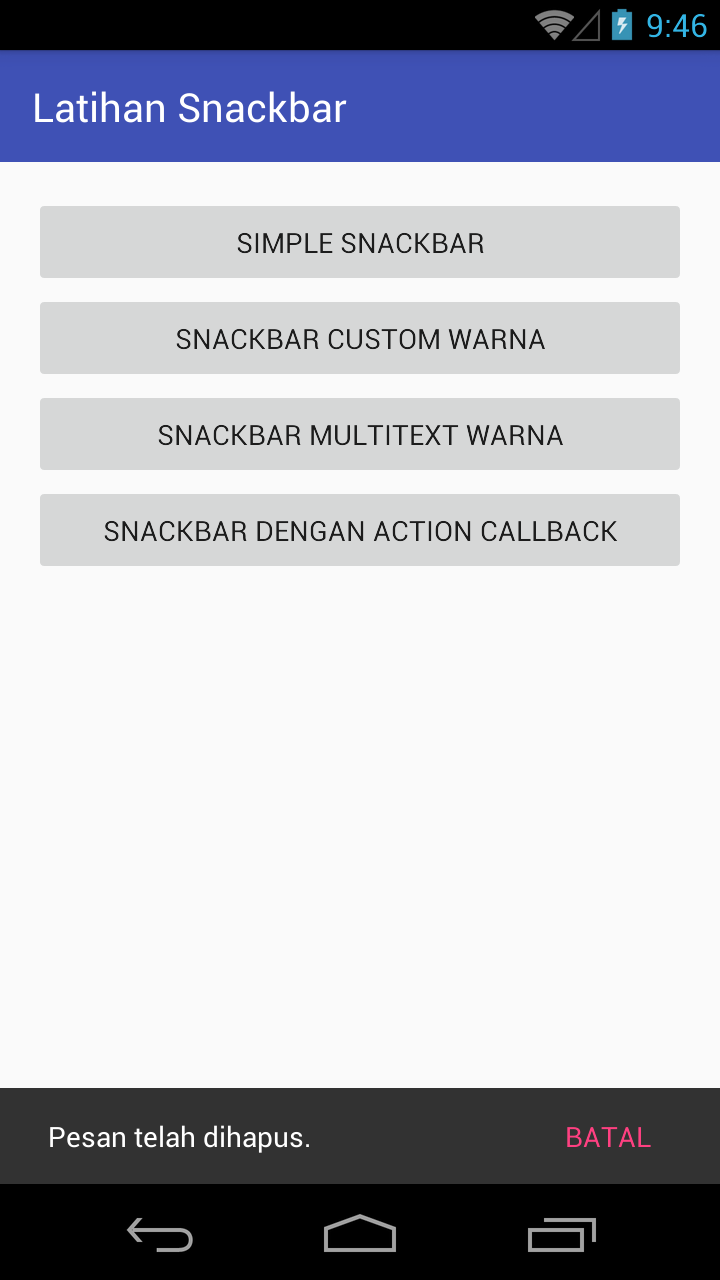 9:46
Latihan Snackbar
SIMPLE SNACKBAR
SNACKBAR CUSTOM WARNA
SNACKBAR MULTITEXT WARNA
SNACKBAR DENGAN ACTION CALLBACK
Pesan telah dihapus. BATAL